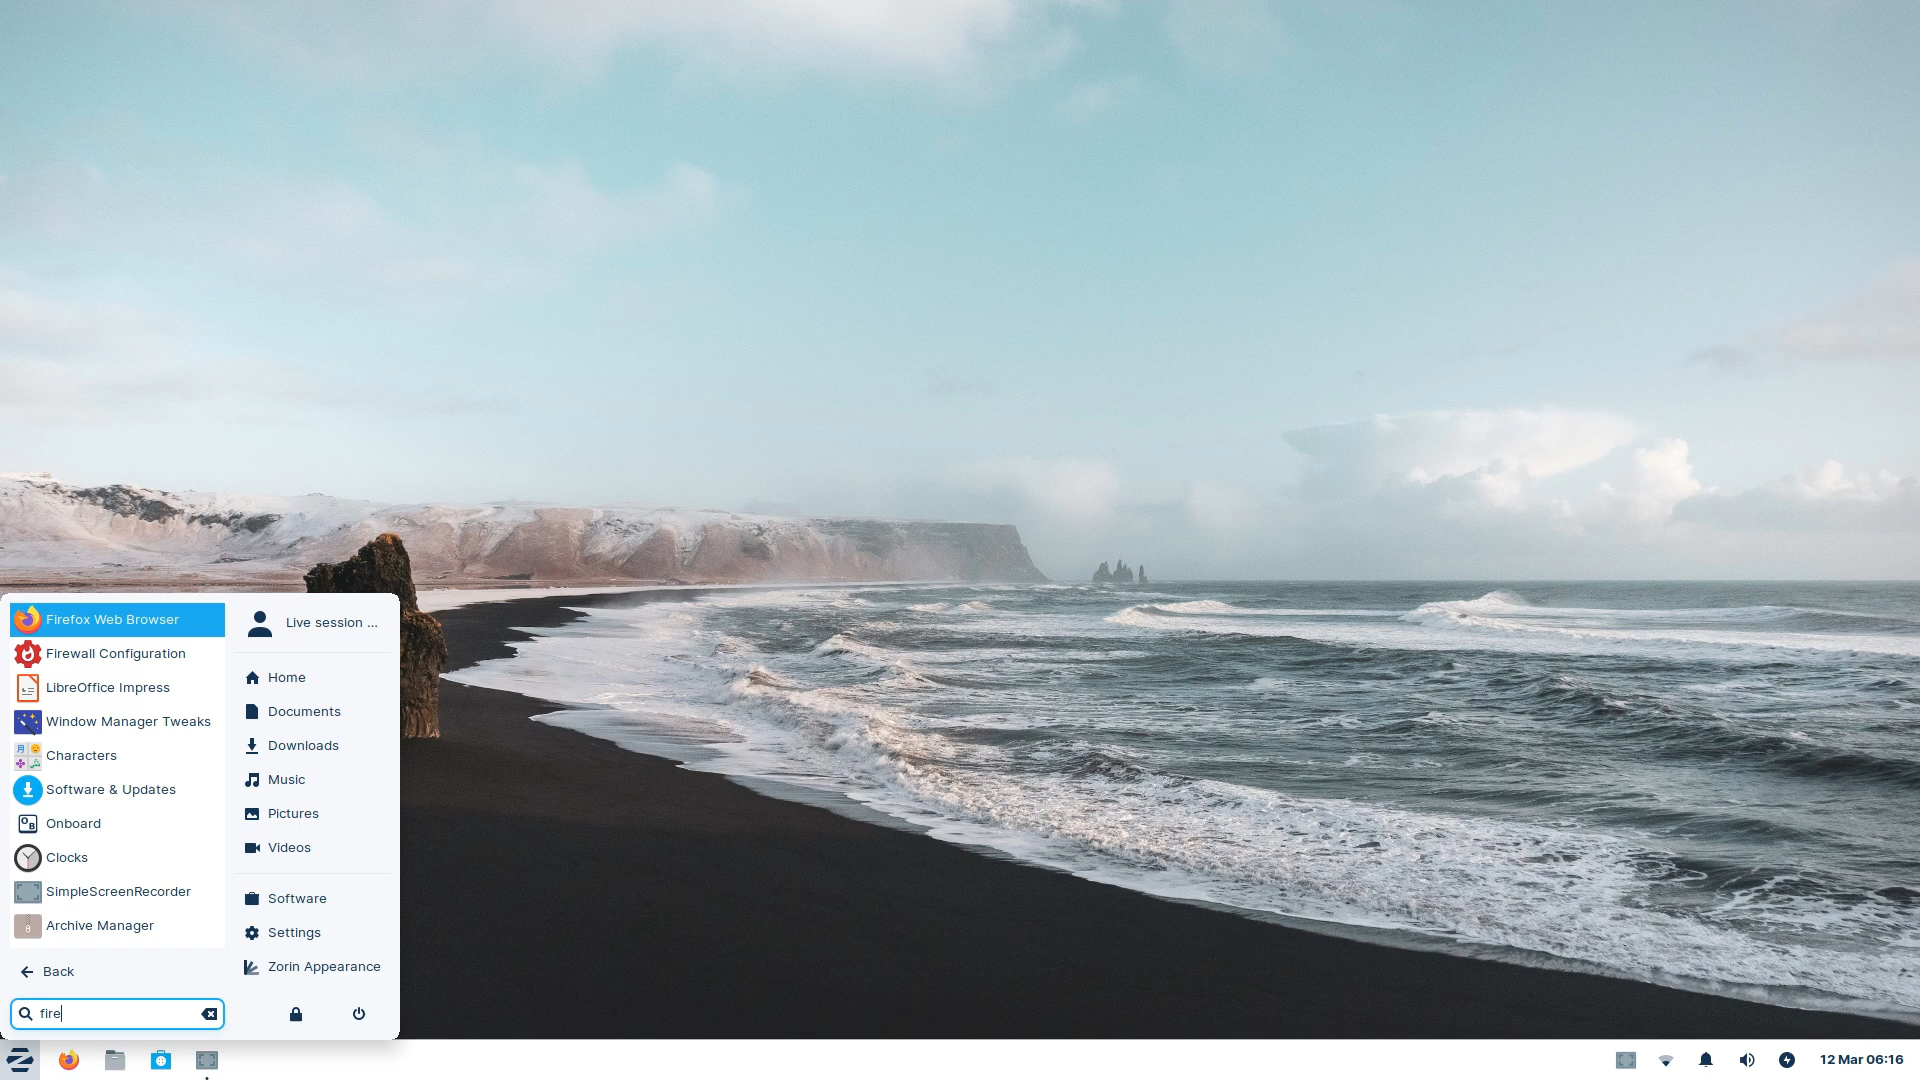 Firefox Web Browser
Firewall Configuration
LibreOffice Impress
Window Manager Tweaks
Characters
Software & Updates
Onboard
Clocks
SimpleScreenRecorder
Archive Manager
Back
fire
Live session ...
Home
Documents
Downloads
Music
Pictures
Videos
Software
Settings
Zorin Appearance
12 Mar 06:16